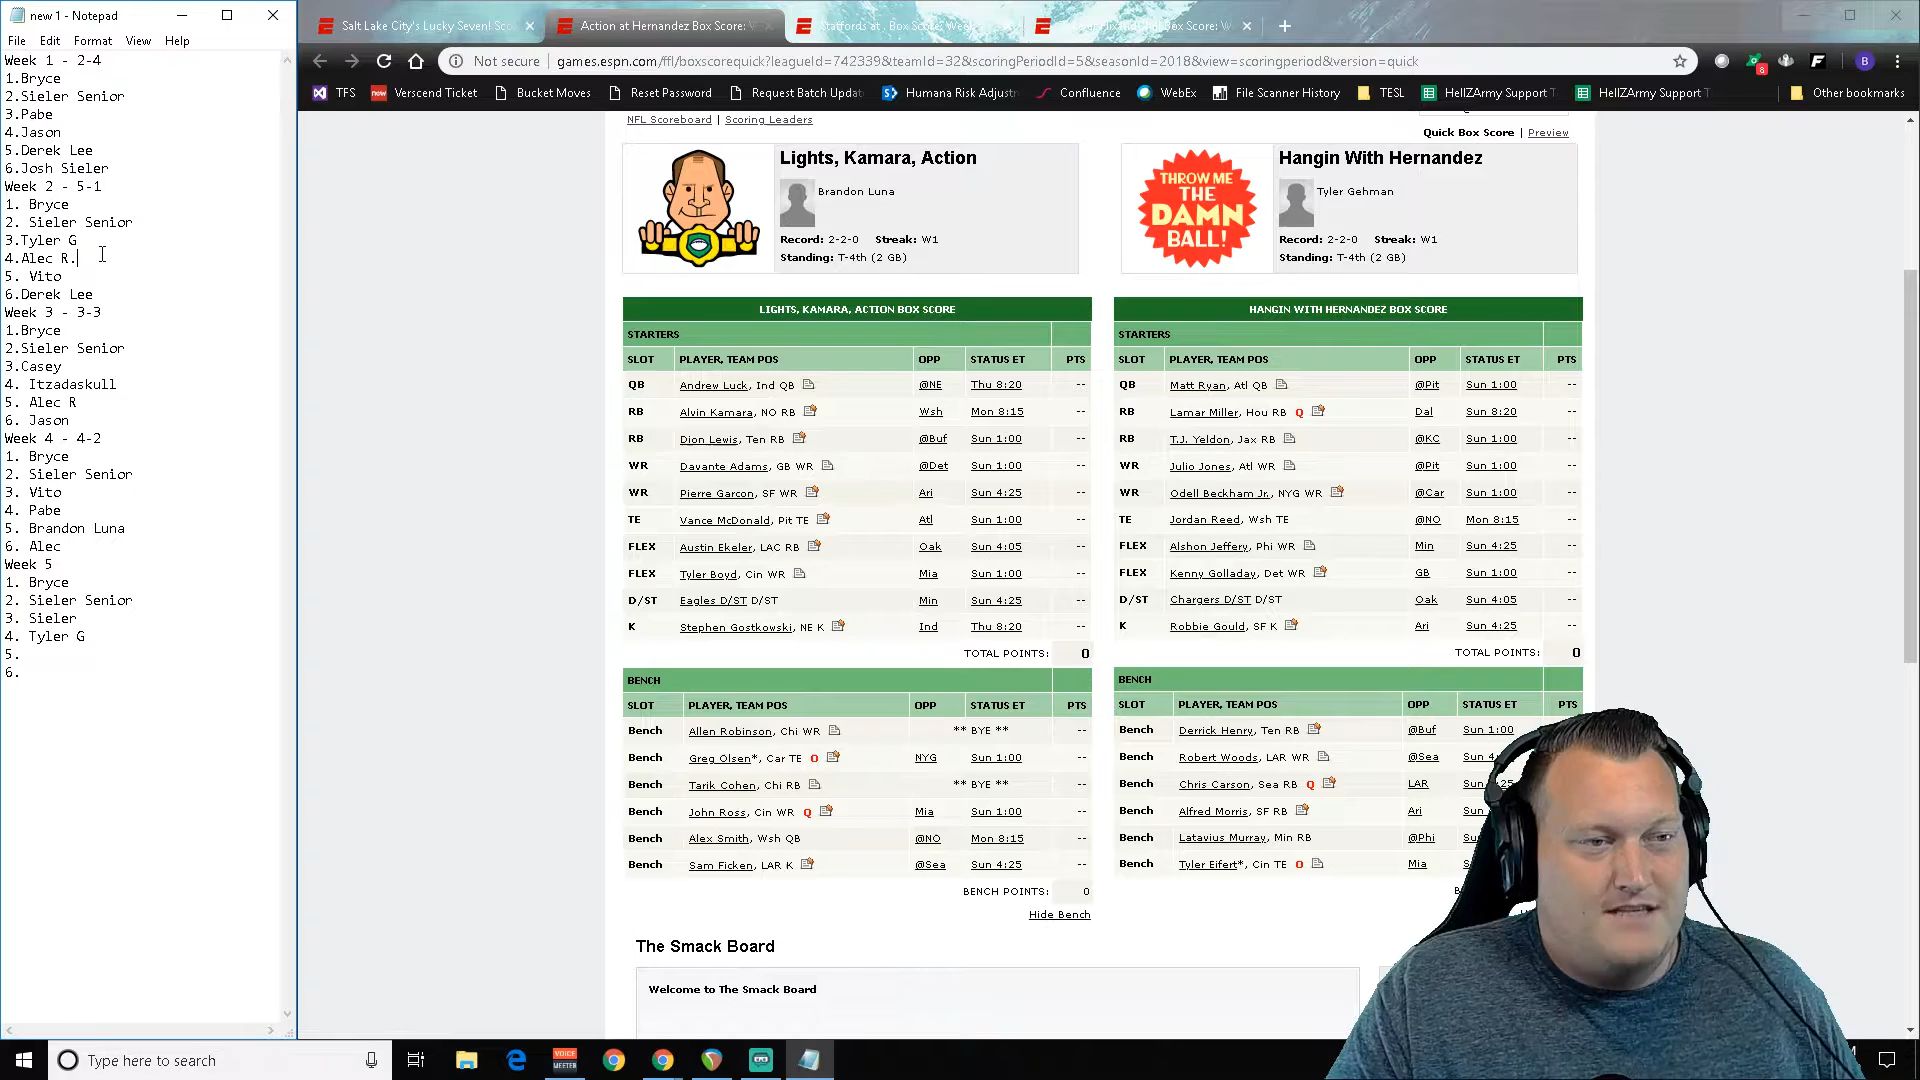 new 1 - Notepad
File Edit Format View Help
Week 1 - 2-4
1.Bryce
2.Sieler Senior
3.Pabe
4.Jason
5.Derek Lee
6.Josh Sieler
Week 2 - 5-1
1. Bryce
2. Sieler Senior
3.Tyler G
4.Alec R.
5. Vito
6.Derek Lee
Week 3 - 3-3
1.Bryce
2.Sieler Senior
3.Casey
4. Itzadaskull
5. Alec R
6. Jason
Week 4 - 4-2
1. Bryce
2. Sieler Senior
3. Vito
4. Pabe
5. Brandon Luna
6. Alec
Week 5
1. Bryce
2. Sieler Senior
3. Sieler
4. Tyler G
5.
6.
Salt Lake City's Lucky Seven! Sco
Action at Hernandez Box Score: W
Staffords at . Box Score: Week
Box Score: W
Not secure games.espn.com/ffl/boxscorequick?leagueId=742339&teamId=32&scoringPeriodId=5&seasonId=2018&view=scoringperiod&version=quick
TFS Verscend Ticket Bucket Moves Reset Password Request Batch Updat Humana Risk Adjustm Confluence WebEx File Scanner History TESL HellZArmy Support T HellZArmy Support T Other bookmarks
NFL Scoreboard | Scoring Leaders
Quick Box Score | Preview
Lights, Kamara, Action
Brandon Luna
Record: 2-2-0 Streak: W1
Standing: T-4th (2 GB)
THROW ME
THE
DAMN
BALL!
Hangin With Hernandez
Tyler Gehman
Record: 2-2-0 Streak: W1
Standing: T-4th (2 GB)
LIGHTS, KAMARA, ACTION BOX SCORE
STARTERS
SLOT PLAYER, TEAM POS OPP STATUS ET PTS
QB Andrew Luck, Ind QB @NE Thu 8:20 --
RB Alvin Kamara, NO RB Wsh Mon 8:15 --
RB Dion Lewis, Ten RB @Buf Sun 1:00 --
WR Davante Adams, GB WR @Det Sun 1:00 --
WR Pierre Garcon, SF WR Ari Sun 4:25 --
TE Vance McDonald, Pit TE Atl Sun 1:00 --
FLEX Austin Ekeler, LAC RB Oak Sun 4:05 --
FLEX Tyler Boyd, Cin WR Mia Sun 1:00 --
D/ST Eagles D/ST D/ST Min Sun 4:25 --
K Stephen Gostkowski, NE K Ind Thu 8:20 --
TOTAL POINTS: 0
BENCH
SLOT PLAYER, TEAM POS OPP STATUS ET PTS
Bench Allen Robinson, Chi WR ** BYE ** --
Bench Greg Olsen*, Car TE O NYG Sun 1:00 --
Bench Tarik Cohen, Chi RB ** BYE ** --
Bench John Ross, Cin WR Q Mia Sun 1:00 --
Bench Alex Smith, Wsh QB @NO Mon 8:15 --
Bench Sam Ficken, LAR K @Sea Sun 4:25 --
BENCH POINTS: 0
Hide Bench
HANGIN WITH HERNANDEZ BOX SCORE
STARTERS
SLOT PLAYER, TEAM POS OPP STATUS ET PTS
QB Matt Ryan, Atl QB @Pit Sun 1:00 --
RB Lamar Miller, Hou RB Q Dal Sun 8:20 --
RB T.J. Yeldon, Jax RB @KC Sun 1:00 --
WR Julio Jones, Atl WR @Pit Sun 1:00 --
WR Odell Beckham Jr., NYG WR @Car Sun 1:00 --
TE Jordan Reed, Wsh TE @NO Mon 8:15 --
FLEX Alshon Jeffery, Phi WR Min Sun 4:25 --
FLEX Kenny Golladay, Det WR GB Sun 1:00 --
D/ST Chargers D/ST D/ST Oak Sun 4:05 --
K Robbie Gould, SF K Ari Sun 4:25 --
TOTAL POINTS: 0
BENCH
SLOT PLAYER, TEAM POS OPP STATUS ET PTS
Bench Derrick Henry, Ten RB @Buf Sun 1:00
Bench Robert Woods, LAR WR @Sea Sun
Bench Chris Carson, Sea RB Q LAR Sun
Bench Alfred Morris, SF RB Ari Sun
Bench Latavius Murray, Min RB @Phi
Bench Tyler Eifert*, Cin TE O Mia
The Smack Board
Welcome to The Smack Board
Type here to search
VOICE
MEETER